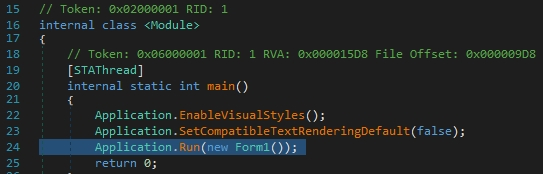 15 // Token: 0x02000001 RID: 1
16 internal class <Module>
17 {
18 // Token: 0x06000001 RID: 1 RVA: 0x000015D8 File Offset: 0x000009D8
19 [STAThread]
20 internal static int main()
21 {
22 Application.EnableVisualStyles();
23 Application.SetCompatibleTextRenderingDefault(false);
24 Application.Run(new Form1());
25 return 0;